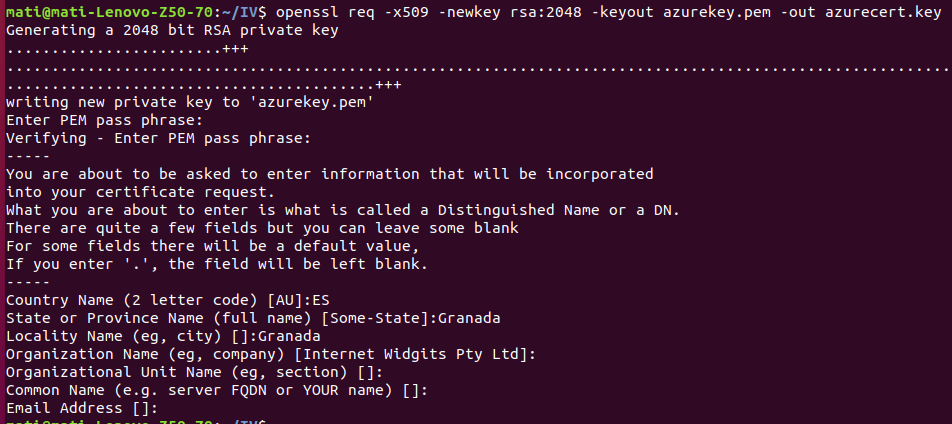 mati@mati-Lenovo-Z50-70:~/IV$ openssl req -x509 -newkey rsa:2048 -keyout azurekey.pem -out azurecert.key
Generating a 2048 bit RSA private key
........................+++
.........................................................................................................
.........................................+++
writing new private key to 'azurekey.pem'
Enter PEM pass phrase:
Verifying - Enter PEM pass phrase:
-----
You are about to be asked to enter information that will be incorporated
into your certificate request.
What you are about to enter is what is called a Distinguished Name or a DN.
There are quite a few fields but you can leave some blank
For some fields there will be a default value,
If you enter '.', the field will be left blank.
-----
Country Name (2 letter code) [AU]:ES
State or Province Name (full name) [Some-State]:Granada
Locality Name (eg, city) []:Granada
Organization Name (eg, company) [Internet Widgits Pty Ltd]:
Organizational Unit Name (eg, section) []:
Common Name (e.g. server FQDN or YOUR name) []:
Email Address []:
mati@mati-Lenovo-Z50-70:~/IV$